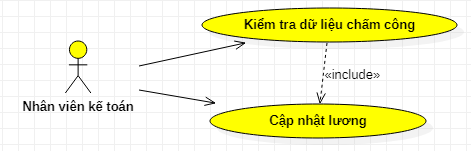 Kiểm tra dữ liệu chấm công
«include»
Nhân viên kế toán
Cập nhật lương